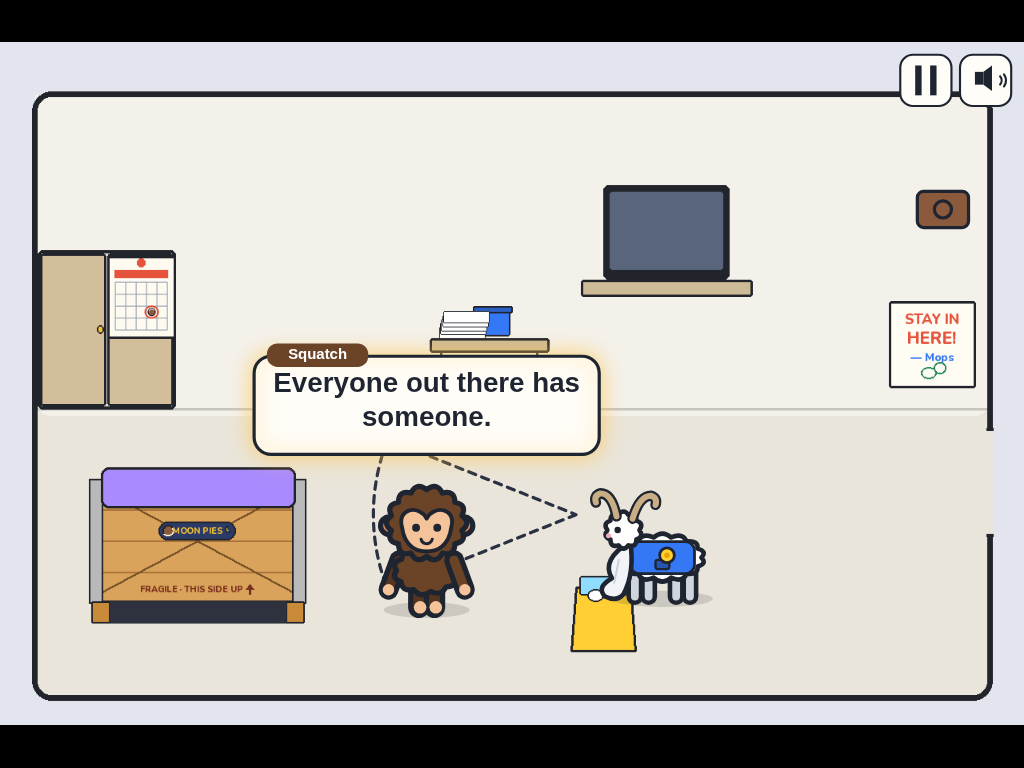 STAY IN
HERE!
— Mops
Squatch
Everyone out there has
someone.
MOON PIES
FRAGILE · THIS SIDE UP